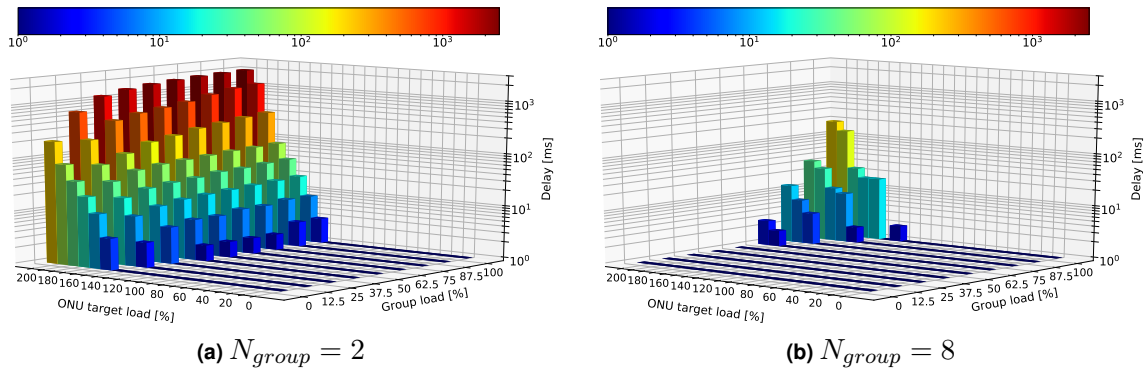 10⁰ 10¹ 10² 10³
10³
10²
10¹
10⁰
Delay [ms]
200 180 160 140 120 100 80 60 40 20 0
ONU target load [%]
0 12.5 25 37.5 50 62.5 75 87.5 100
Group load [%]
(a) N_group = 2
10⁰ 10¹ 10² 10³
10³
10²
10¹
10⁰
Delay [ms]
200 180 160 140 120 100 80 60 40 20 0
ONU target load [%]
0 12.5 25 37.5 50 62.5 75 87.5 100
Group load [%]
(b) N_group = 8